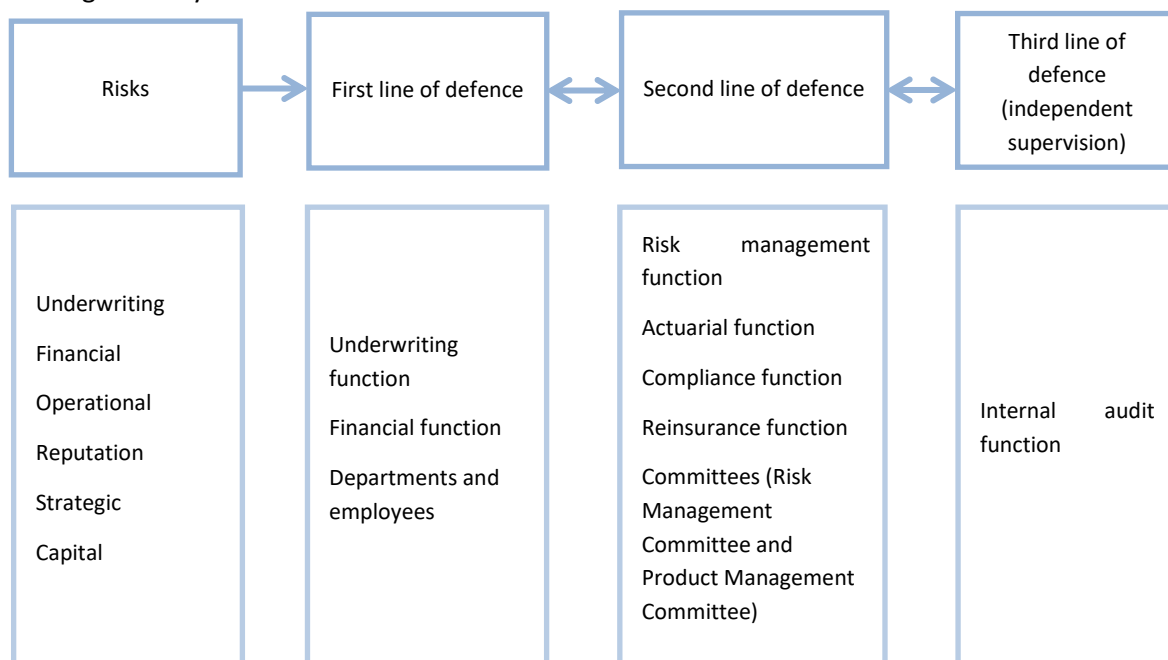 Risks
First line of defence
Second line of defence
Third line of
defence
(independent
supervision)
Underwriting
Financial
Operational
Reputation
Strategic
Capital
Underwriting
function
Financial function
Departments and
employees
Risk management
function
Actuarial function
Compliance function
Reinsurance function
Committees (Risk
Management
Committee and
Product Management
Committee)
Internal audit
function